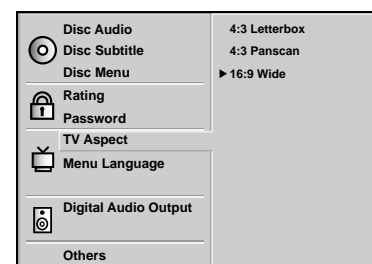 Disc Audio
Disc Subtitle
Disc Menu
Rating
Password
TV Aspect
Menu Language
Digital Audio Output
Others
4:3 Letterbox
4:3 Panscan
16:9 Wide